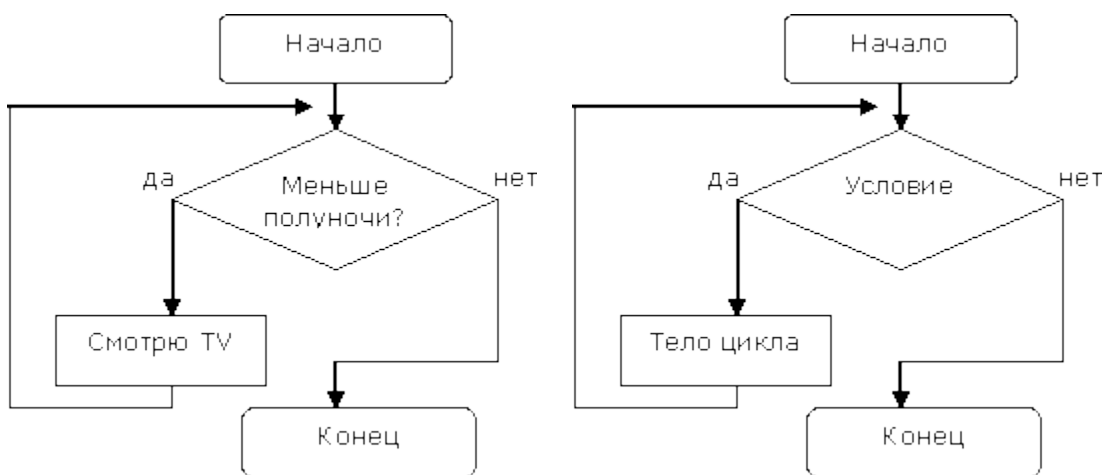 Начало
да
Меньше
полуночи?
нет
Смотрю TV
Конец
Начало
да
Условие
нет
Тело цикла
Конец